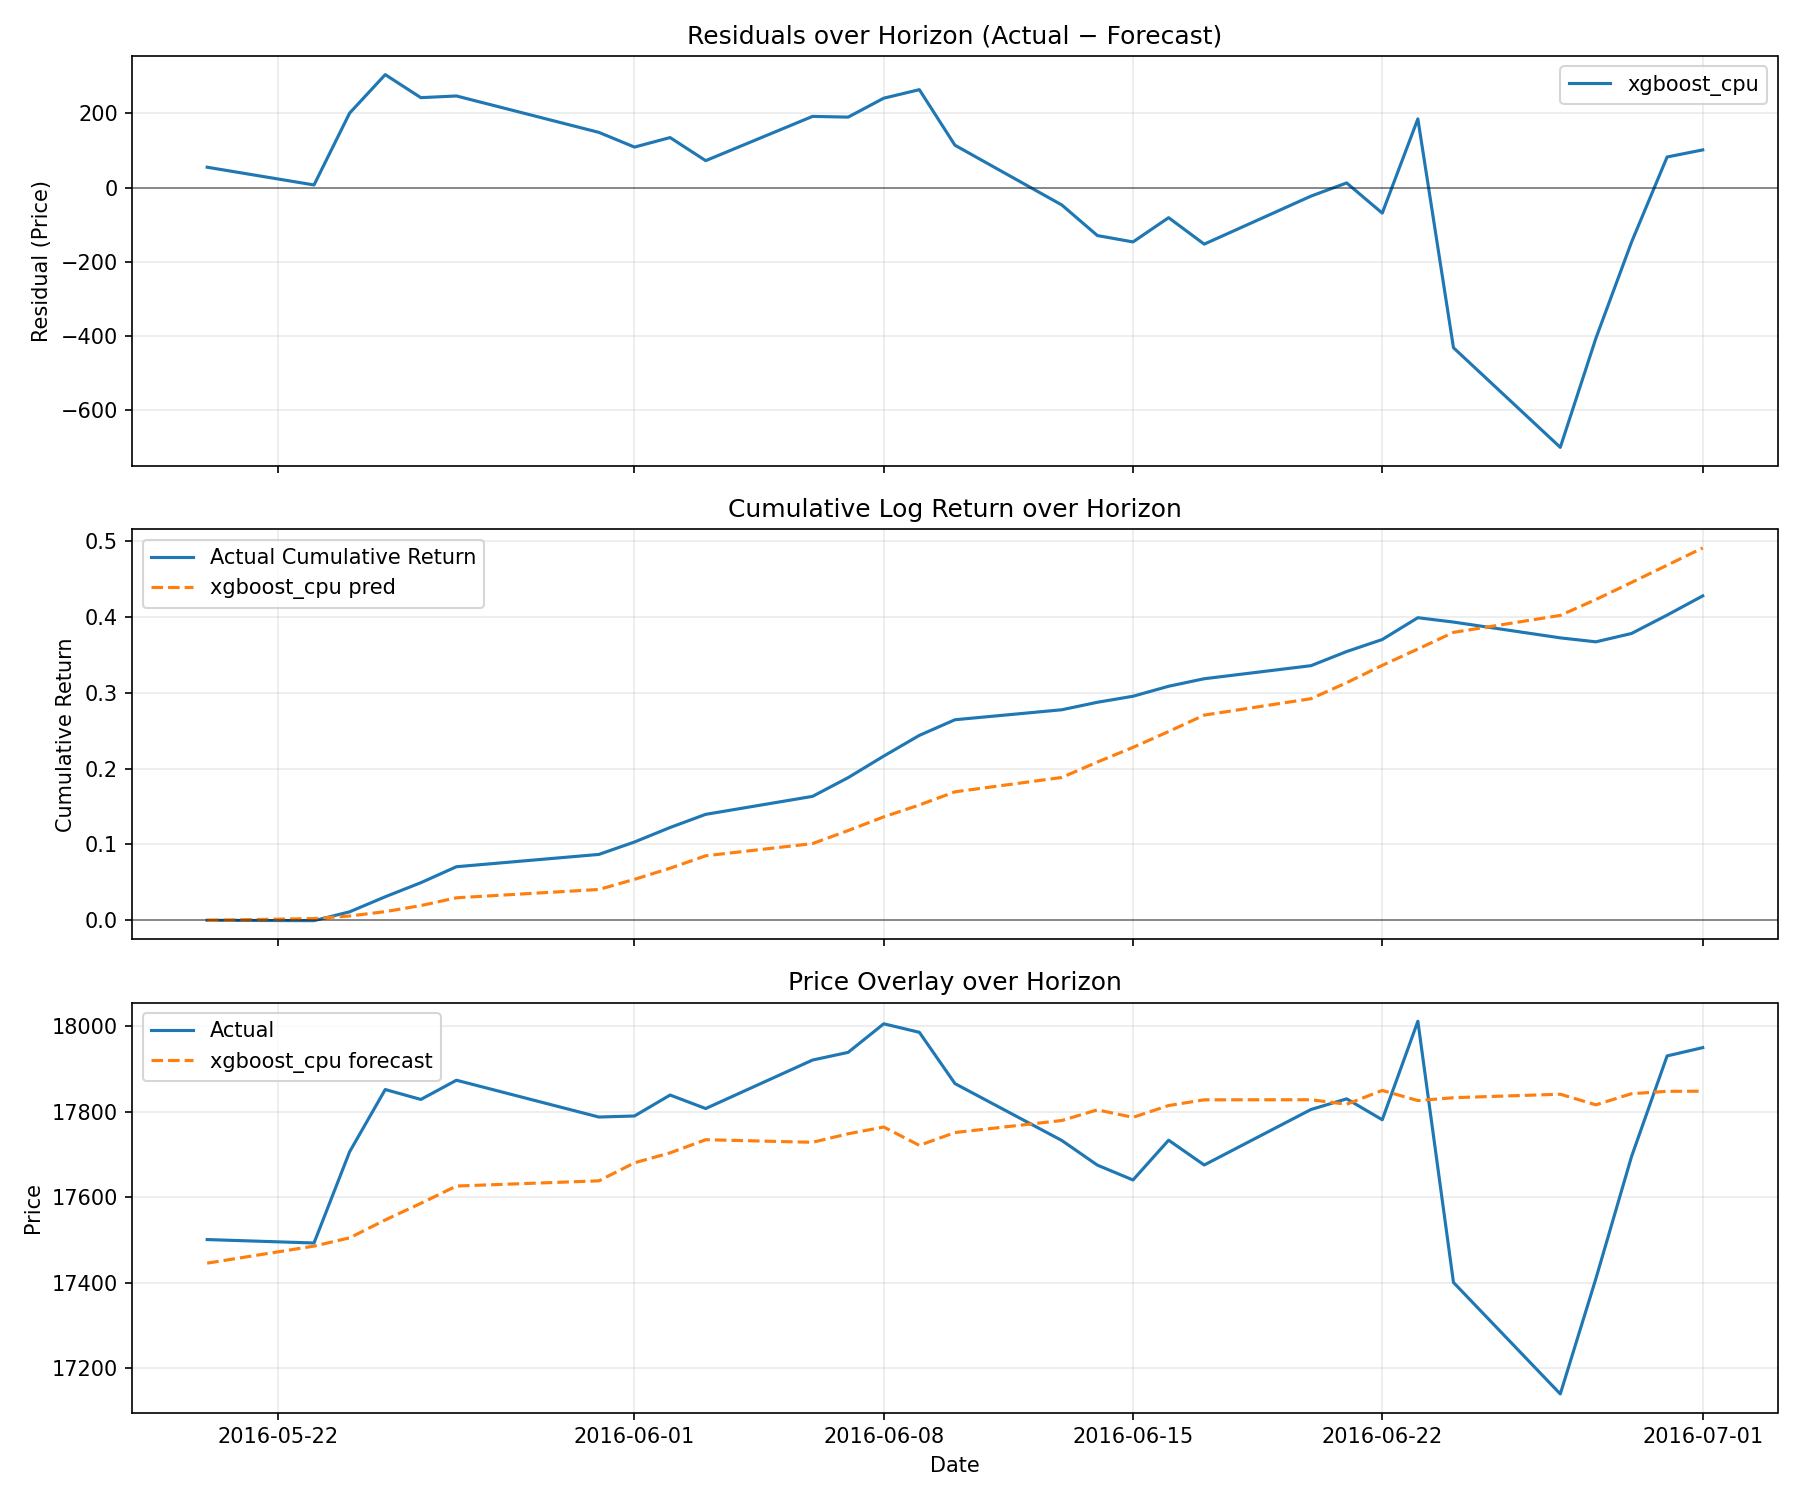 Residuals over Horizon (Actual − Forecast)
xgboost_cpu
200
0
−200
−400
−600
Residual (Price)
Cumulative Log Return over Horizon
Actual Cumulative Return
xgboost_cpu pred
0.5
0.4
0.3
0.2
0.1
0.0
Cumulative Return
Price Overlay over Horizon
Actual
xgboost_cpu forecast
18000
17800
17600
17400
17200
Price
2016-05-22
2016-06-01
2016-06-08
2016-06-15
2016-06-22
2016-07-01
Date